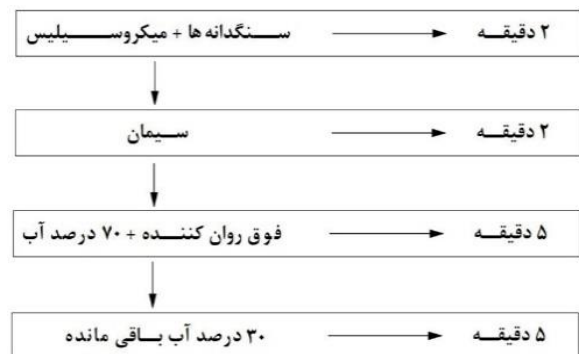 سنگدانه ها + میکروسیلیس ۲ دقیقه
سیمان ۲ دقیقه
فوق روان کننده + ۷۰ درصد آب ۵ دقیقه
۳۰ درصد آب باقی مانده ۵ دقیقه